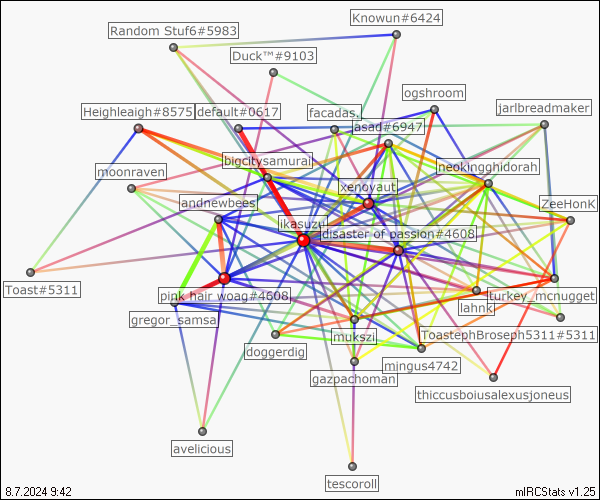 Knowun#6424
Random Stuf6#5983
Duck™#9103
ogshroom
jarlbreadmaker
Heighleaigh#8575
default#0617
facadas.
asad#6947
bigcitysamurai
neokingghidorah
moonraven
xenoyaut
andnewbees
ZeeHonK
ikasuzu
disaster of passion#4608
Toast#5311
pink hair woag#4608
turkey_mcnugget
lahnki
gregor_samsa
mukszi
ToastephBroseph5311#5311
doggerdig
mingus4742
gazpachoman
thiccusboiusalexusjoneus
avelicious
tescoroll
8.7.2024 9:42
mIRCStats v1.25